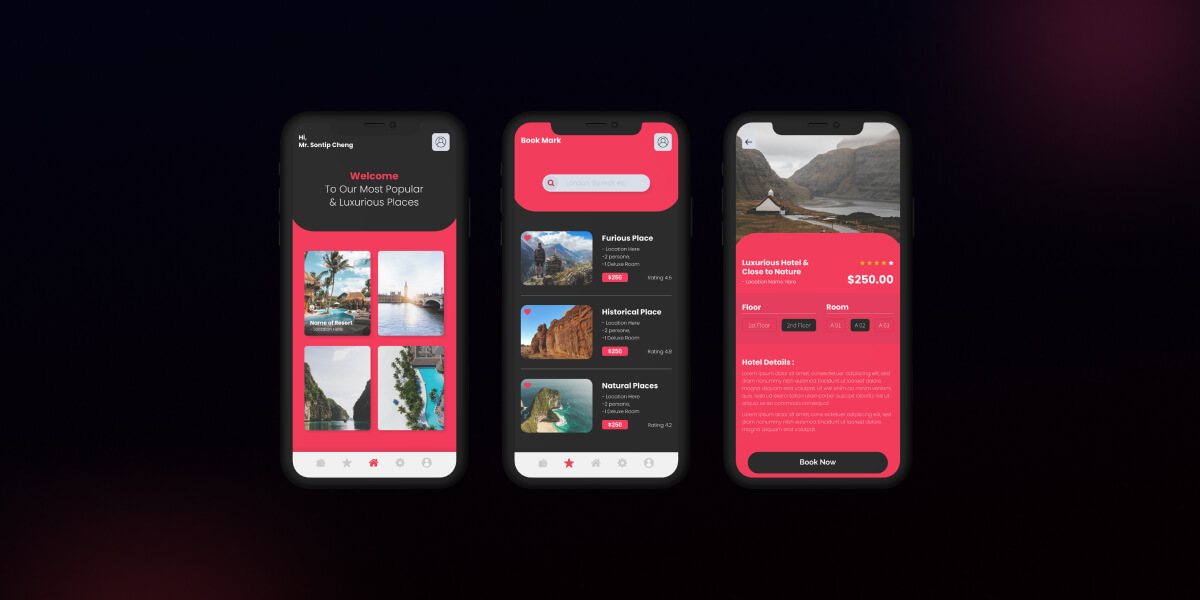 Hi,
Mr. Sontip Cheng
Welcome
To Our Most Popular
& Luxurious Places
Name of Resort
- Location Here
Book Mark
Furious Place
- Location Here
-2 persone,
-1 Deluxe Room
$250
Rating 4.5
Historical Place
- Location Here
-2 persone,
-1 Deluxe Room
$250
Rating 4.8
Natural Places
- Location Here
-2 persone,
-1 Deluxe Room
$250
Rating 4.2
Luxurious Hotel &
Close to Nature
- Location Name Here
$250.00
Floor
Room
1st Floor
2nd Floor
A 01
A 02
A 03
Hotel Details :
Lorem ipsum dolor sit amet, consectetuer adipiscing elit, sed
diam nonummy nibh euismod tincidunt ut laoreet dolore
magna aliquam erat volutpat. Ut wisi enim ad minim veniam,
quis nostrud exerci tation ullamcorper suscipit lobortis nisl ut
aliquip ex ea commodo consequat.
Lorem ipsum dolor sit amet, cons ectetuer adipiscing elit, sed
diam nonummy nibh euismod tincidunt ut laoreet dolore
magna aliquam erat volutpat.
Book Now